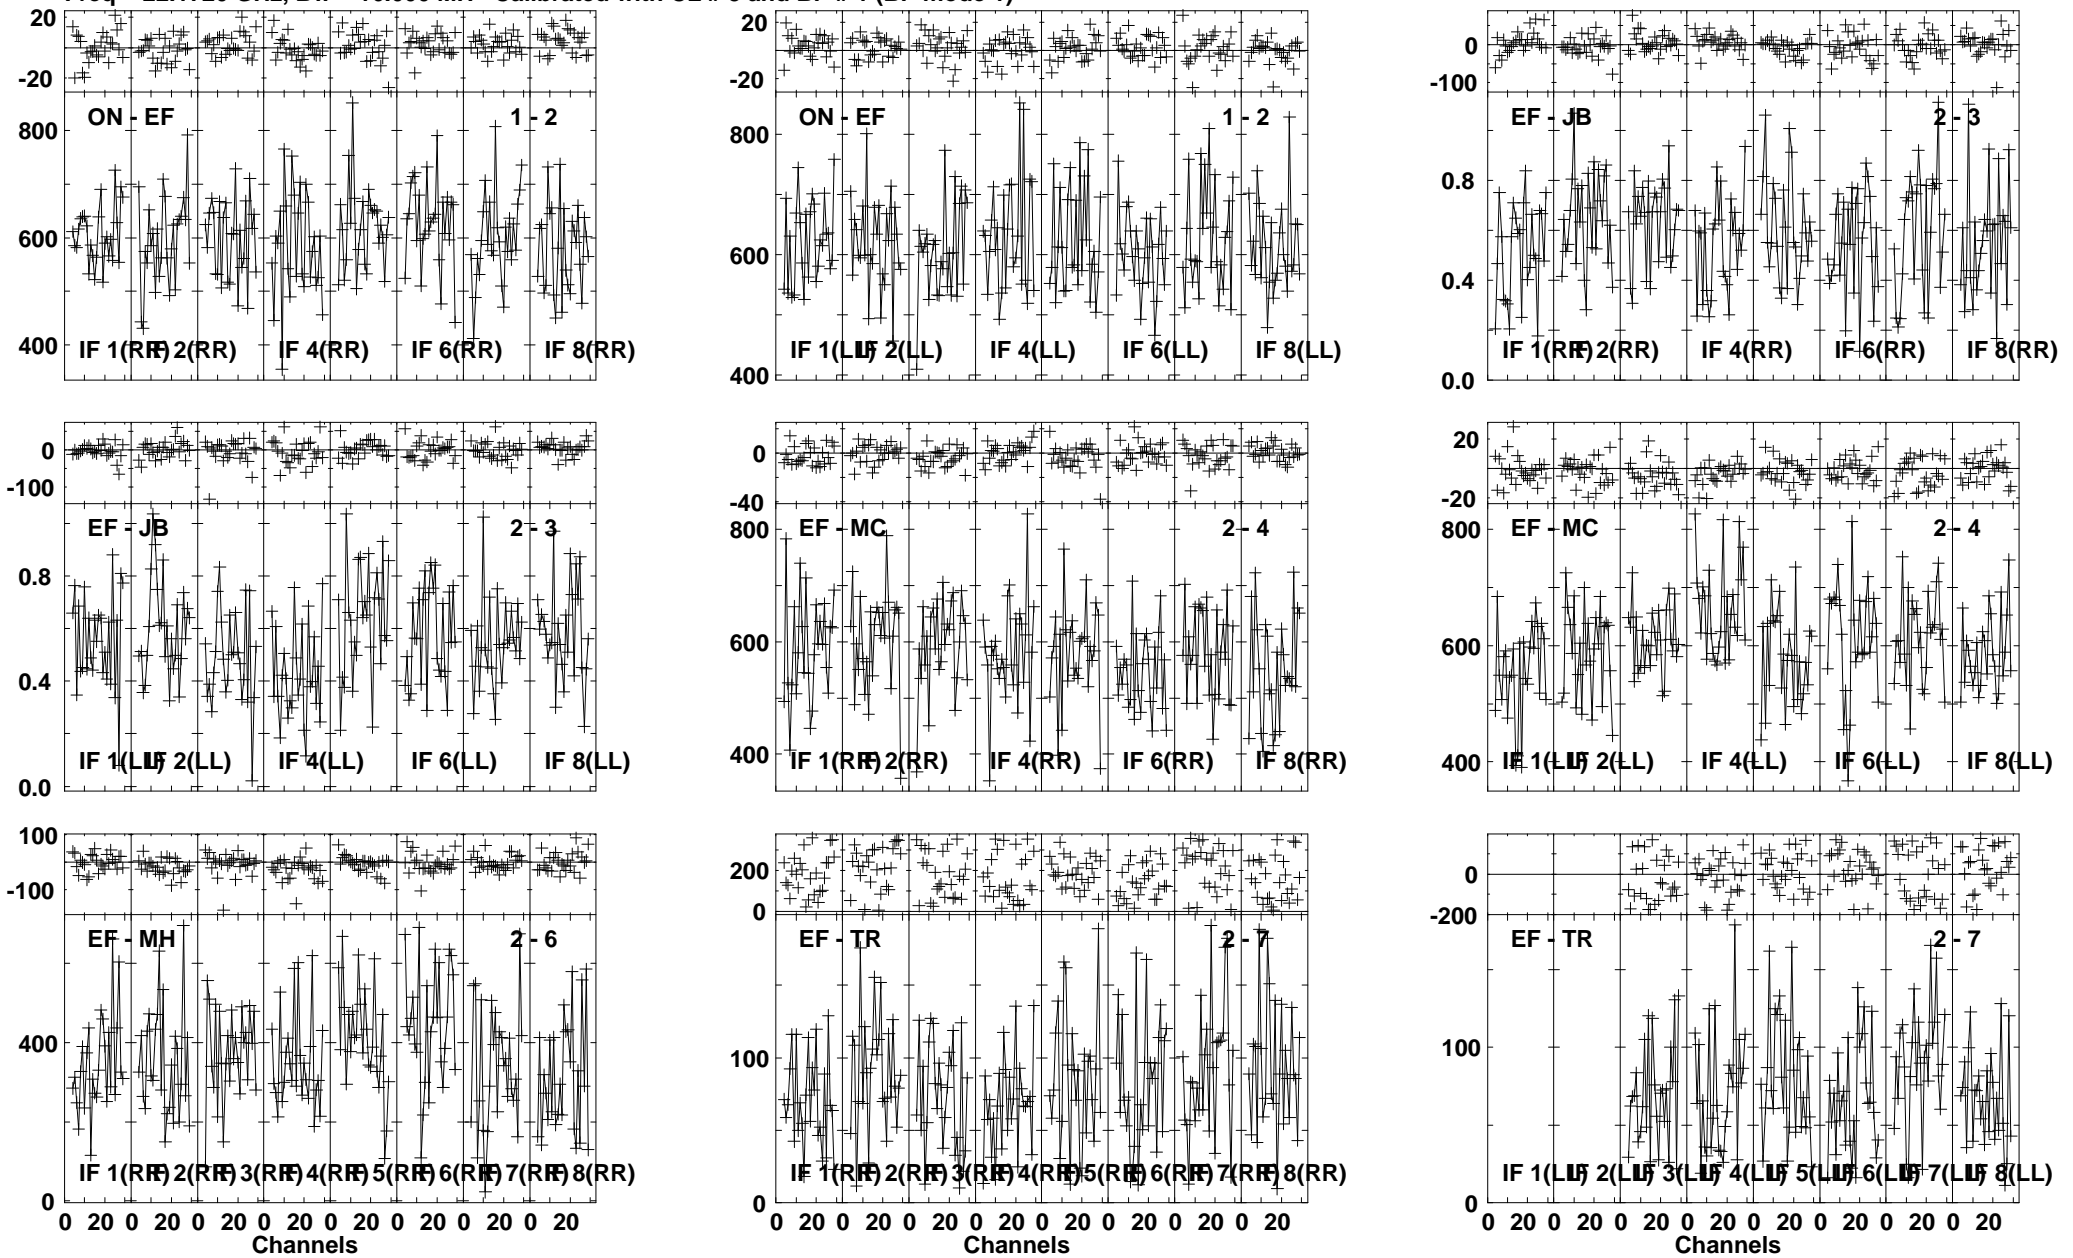 20 20 0
-20 -20 -100
ON - EF 1 - 2 ON - EF 1 - 2 EF - JB 2 - 3
800 800 0.8
600 600 0.4
400 400 0.0
IF 1(RR) IF 2(RR) IF 4(RR) IF 6(RR) IF 8(RR) IF 1(LL) IF 2(LL) IF 4(LL) IF 6(LL) IF 8(LL) IF 1(RR) IF 2(RR) IF 4(RR) IF 6(RR) IF 8(RR)
0 0 20
-100 -40 -20
EF - JB 2 - 3 EF - MC 2 - 4 EF - MC 2 - 4
0.8 800 800
0.4 600 600
0.0 400 400
IF 1(LL) IF 2(LL) IF 4(LL) IF 6(LL) IF 8(LL) IF 1(RR) IF 2(RR) IF 4(RR) IF 6(RR) IF 8(RR) IF 1(LL) IF 2(LL) IF 4(LL) IF 6(LL) IF 8(LL)
100 200 0
-100 0 -200
EF - MH 2 - 6 EF - TR 2 - 7 EF - TR 2 - 7
400 100 100
IF 1(RR) IF 2(RR) IF 3(RR) IF 4(RR) IF 5(RR) IF 6(RR) IF 7(RR) IF 8(RR) IF 1(RR) IF 2(RR) IF 3(RR) IF 4(RR) IF 5(RR) IF 6(RR) IF 7(RR) IF 8(RR) IF 1(LL) IF 2(LL) IF 3(LL) IF 4(LL) IF 5(LL) IF 6(LL) IF 7(LL) IF 8(LL)
0 0 0
0 20 0 20 0 20 0 20 0 20 0 20 0 20 0 20 0 20 0 20 0 20 0 20 0 20 0 20 0 20 0 20 0 20 0 20 0 20 0 20 0 20 0 20 0 20 0 20
Channels Channels Channels